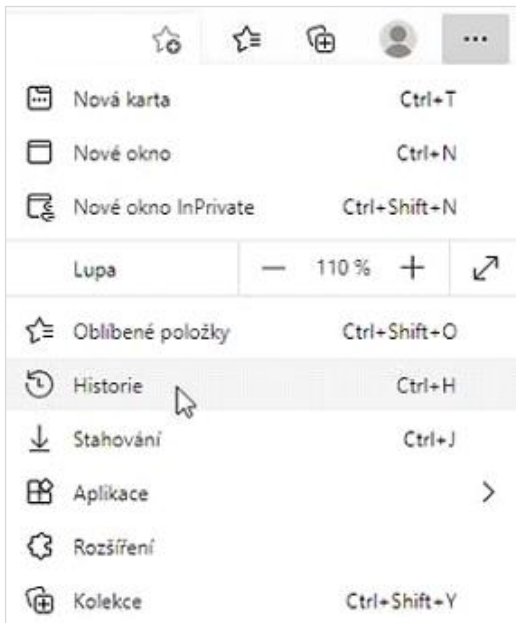 Nová karta Ctrl+T
Nové okno Ctrl+N
Nové okno InPrivate Ctrl+Shift+N
Lupa — 110 % +
Oblíbené položky Ctrl+Shift+O
Historie Ctrl+H
Stahování Ctrl+J
Aplikace
Rozšíření
Kolekce Ctrl+Shift+Y